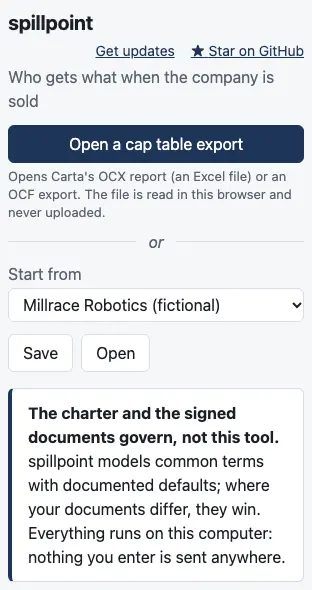 spillpoint
Get updates ★ Star on GitHub
Who gets what when the company is
sold
Open a cap table export
Opens Carta's OCX report (an Excel file) or an
OCF export. The file is read in this browser and
never uploaded.
or
Start from
Millrace Robotics (fictional)
Save Open
The charter and the signed
documents govern, not this tool.
spillpoint models common terms
with documented defaults; where
your documents differ, they win.
Everything runs on this computer:
nothing you enter is sent anywhere.